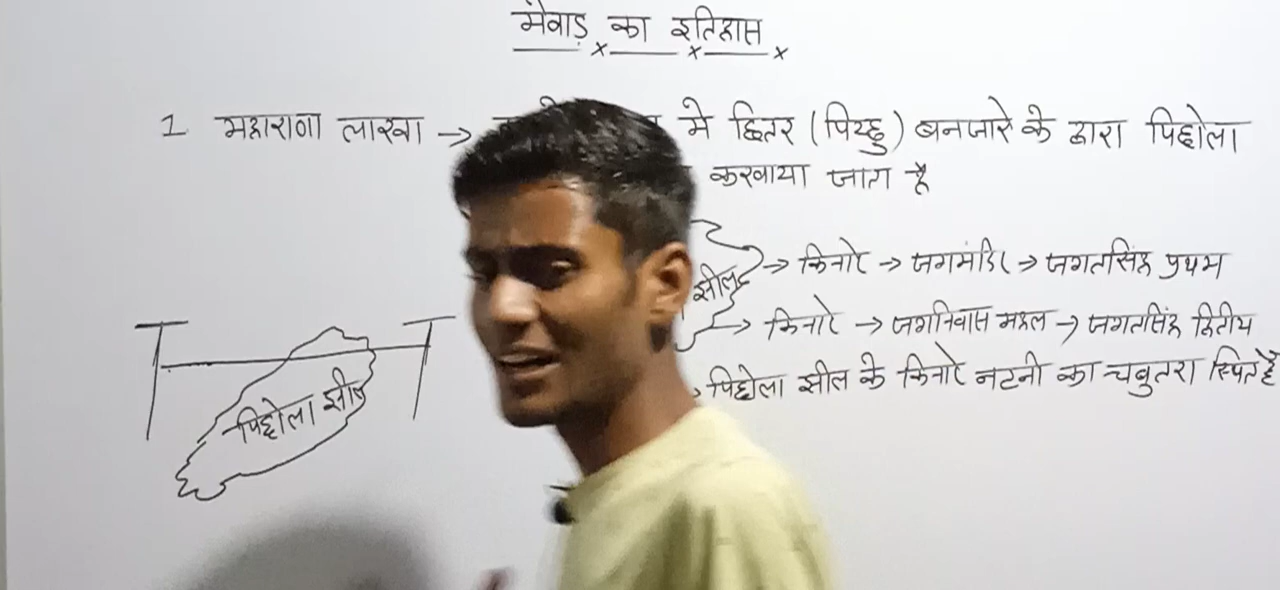 मेवाड़ का इतिहास
1 महाराणा लाखा → में छितर (पिच्छु) बनजारे के द्वारा पिछोला
करवाया जाता है
झील → किनारे → जगमंदिर → जगतसिंह प्रथम
→ किनारे → जगनिवास महल → जगतसिंह द्वितीय
पिछोला झील के किनारे नटनी का चबुतरा स्थित है
पिछोला झील